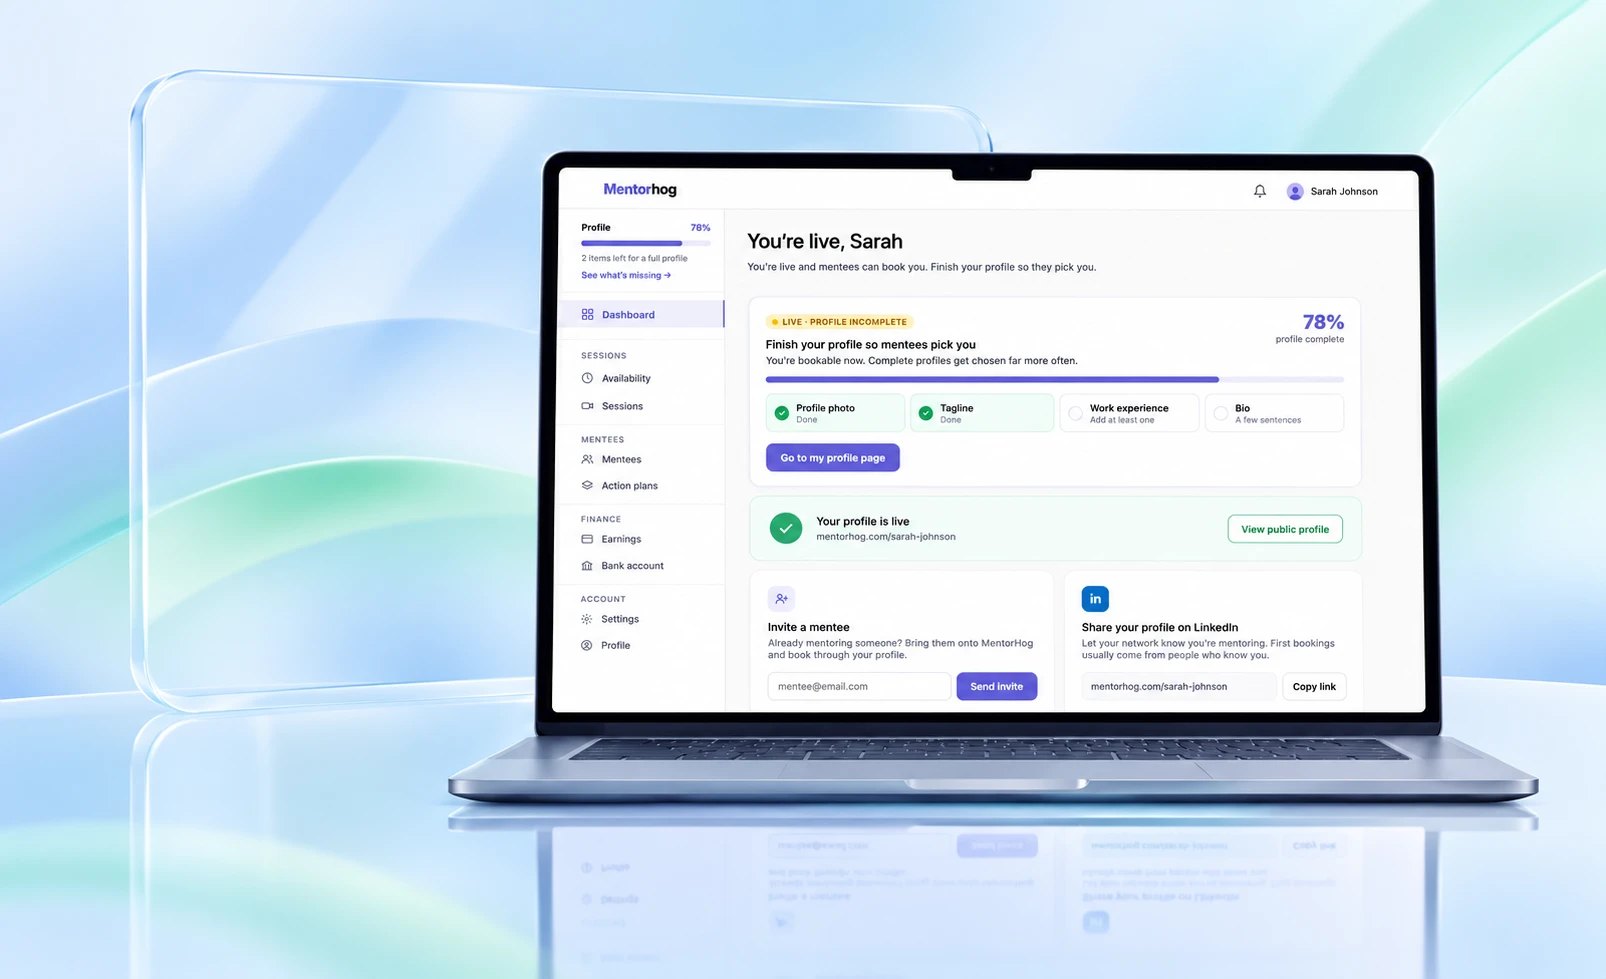 Mentorhog
Sarah Johnson
Profile
78%
2 items left for a full profile
See what's missing →
Dashboard
SESSIONS
Availability
Sessions
MENTEES
Mentees
Action plans
FINANCE
Earnings
Bank account
ACCOUNT
Settings
Profile
You're live, Sarah
You're live and mentees can book you. Finish your profile so they pick you.
LIVE · PROFILE INCOMPLETE
78%
profile complete
Finish your profile so mentees pick you
You're bookable now. Complete profiles get chosen far more often.
Profile photo
Done
Tagline
Done
Work experience
Add at least one
Bio
A few sentences
Go to my profile page
Your profile is live
mentorhog.com/sarah-johnson
View public profile
Invite a mentee
Already mentoring someone? Bring them onto MentorHog
and book through your profile.
mentee@email.com
Send invite
in
Share your profile on LinkedIn
Let your network know you're mentoring. First bookings
usually come from people who know you.
mentorhog.com/sarah-johnson
Copy link